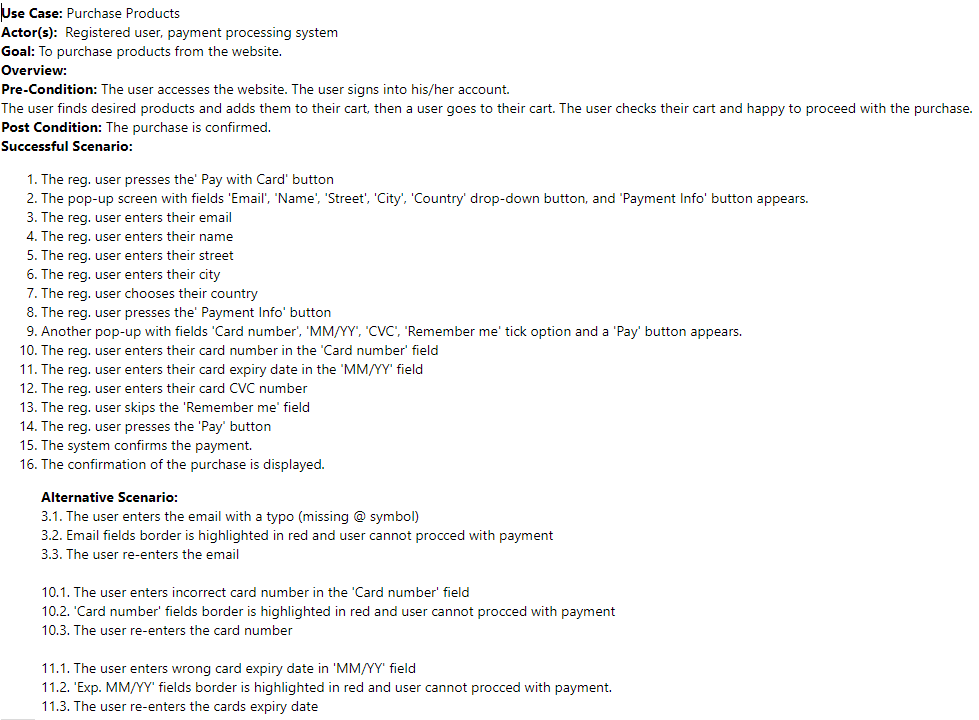 Use Case: Purchase Products
Actor(s):  Registered user, payment processing system
Goal: To purchase products from the website.
Overview:
Pre-Condition: The user accesses the website. The user signs into his/her account.
The user finds desired products and adds them to their cart, then a user goes to their cart. The user checks their cart and happy to proceed with the purchase.
Post Condition: The purchase is confirmed.
Successful Scenario:
1. The reg. user presses the' Pay with Card' button
2. The pop-up screen with fields 'Email', 'Name', 'Street', 'City', 'Country' drop-down button, and 'Payment Info' button appears.
3. The reg. user enters their email
4. The reg. user enters their name
5. The reg. user enters their street
6. The reg. user enters their city
7. The reg. user chooses their country
8. The reg. user presses the' Payment Info' button
9. Another pop-up with fields 'Card number', 'MM/YY', 'CVC', 'Remember me' tick option and a 'Pay' button appears.
10. The reg. user enters their card number in the 'Card number' field
11. The reg. user enters their card expiry date in the 'MM/YY' field
12. The reg. user enters their card CVC number
13. The reg. user skips the 'Remember me' field
14. The reg. user presses the 'Pay' button
15. The system confirms the payment.
16. The confirmation of the purchase is displayed.
Alternative Scenario:
3.1. The user enters the email with a typo (missing @ symbol)
3.2. Email fields border is highlighted in red and user cannot procced with payment
3.3. The user re-enters the email
10.1. The user enters incorrect card number in the 'Card number' field
10.2. 'Card number' fields border is highlighted in red and user cannot procced with payment
10.3. The user re-enters the card number
11.1. The user enters wrong card expiry date in 'MM/YY' field
11.2. 'Exp. MM/YY' fields border is highlighted in red and user cannot procced with payment.
11.3. The user re-enters the cards expiry date